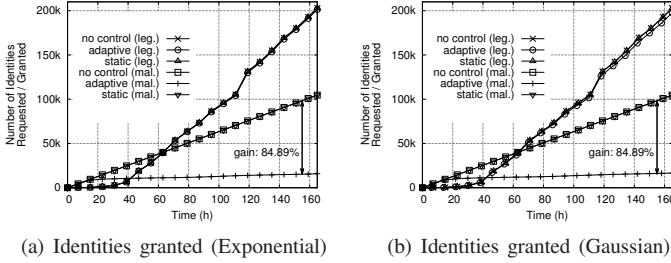 200k
150k
100k
50k
0
no control (leg.)
adaptive (leg.)
static (leg.)
no control (mal.)
adaptive (mal.)
static (mal.)
gain: 84.89%
Number of Identities
Requested / Granted
0 20 40 60 80 100 120 140 160
Time (h)
(a) Identities granted (Exponential)
200k
150k
100k
50k
0
no control (leg.)
adaptive (leg.)
static (leg.)
no control (mal.)
adaptive (mal.)
static (mal.)
gain: 84.89%
Number of Identities
Requested / Granted
0 20 40 60 80 100 120 140 160
Time (h)
(b) Identities granted (Gaussian)